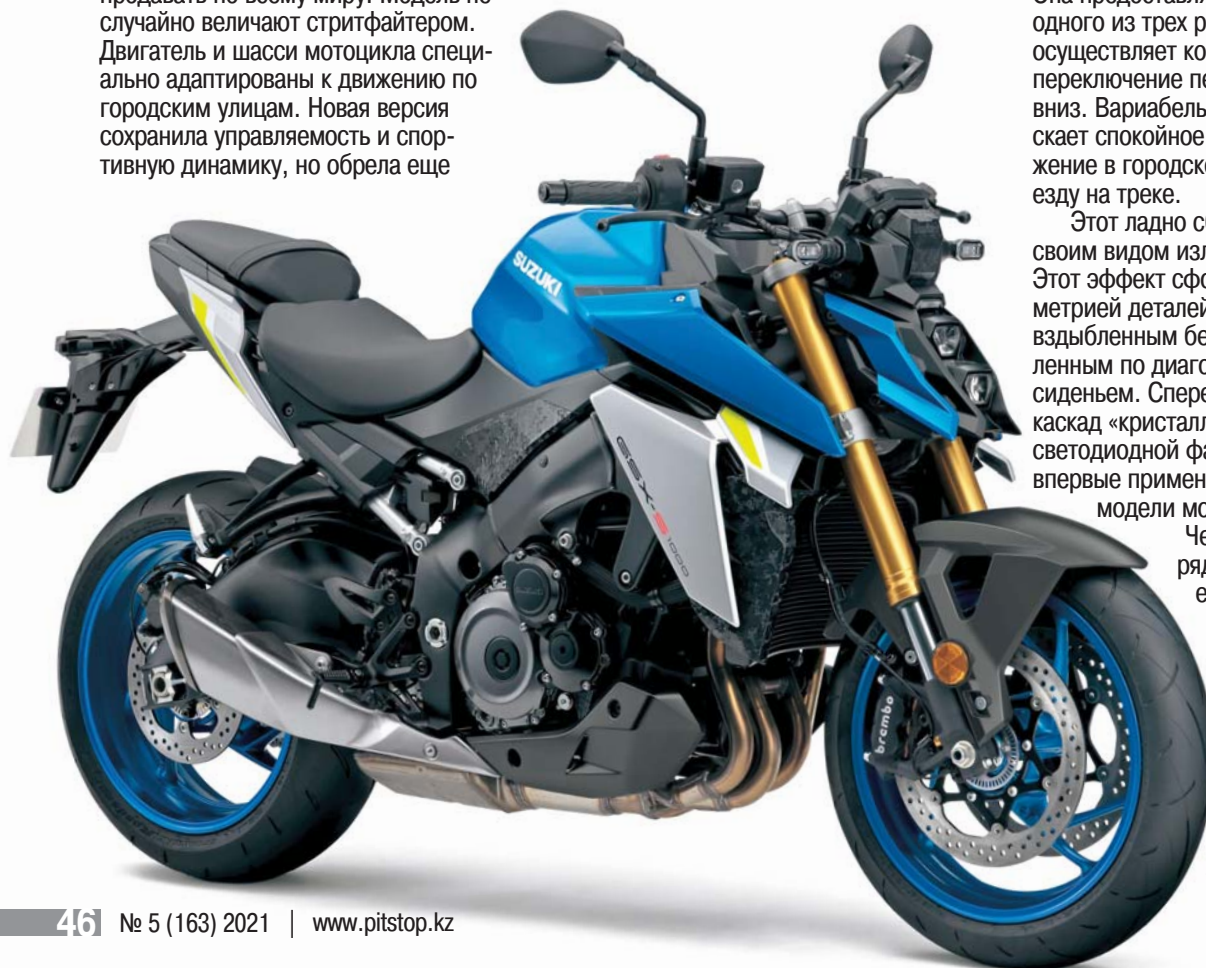 продавать по всему миру. Модель не
случайно величают стритфайтером.
Двигатель и шасси мотоцикла специ-
ально адаптированы к движению по
городским улицам. Новая версия
сохранила управляемость и спор-
тивную динамику, но обрела еще
Она предоставля
одного из трех р
осуществляет ко
переключение пе
вниз. Вариабель
скает спокойное
жение в городско
езду на треке.
Этот ладно с
своим видом изл
Этот эффект сфо
метрией деталей
вздыбленным бе
ленным по диаго
сиденьем. Спере
каскад «кристалл
светодиодной фа
впервые примен
модели мо
Че
ряд
е
SUZUKI
GSX-S1000
brembo
46 № 5 (163) 2021 | www.pitstop.kz